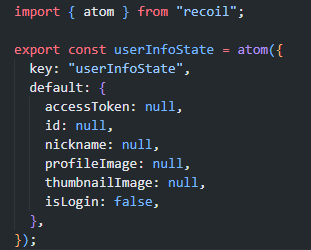 import { atom } from "recoil";
export const userInfoState = atom({
key: "userInfoState",
default: {
accessToken: null,
id: null,
nickname: null,
profileImage: null,
thumbnailImage: null,
isLogin: false,
},
});